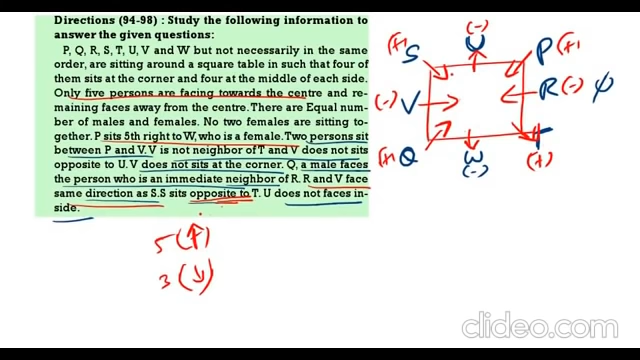 Directions (94-98) : Study the following information to
answer the given questions:
P, Q, R, S, T, U, V and W but not necessarily in the same
order, are sitting around a square table in such that four of
them sits at the corner and four at the middle of each side.
Only five persons are facing towards the centre and re-
maining faces away from the centre. There are Equal num-
ber of males and females. No two females are sitting to-
gether. P sits 5th right to W, who is a female. Two persons sit
between P and V. V is not neighbor of T and V does not sits
opposite to U. V does not sits at the corner. Q, a male faces
the person who is an immediate neighbor of R. R and V face
same direction as S. S sits opposite to T. U does not faces in-
side.
5 (↑)
3 (↓)
(+) S
(-) U
P (+)
(-) V
R (-)
(+) Q
W (-)
T (+)
clideo.com